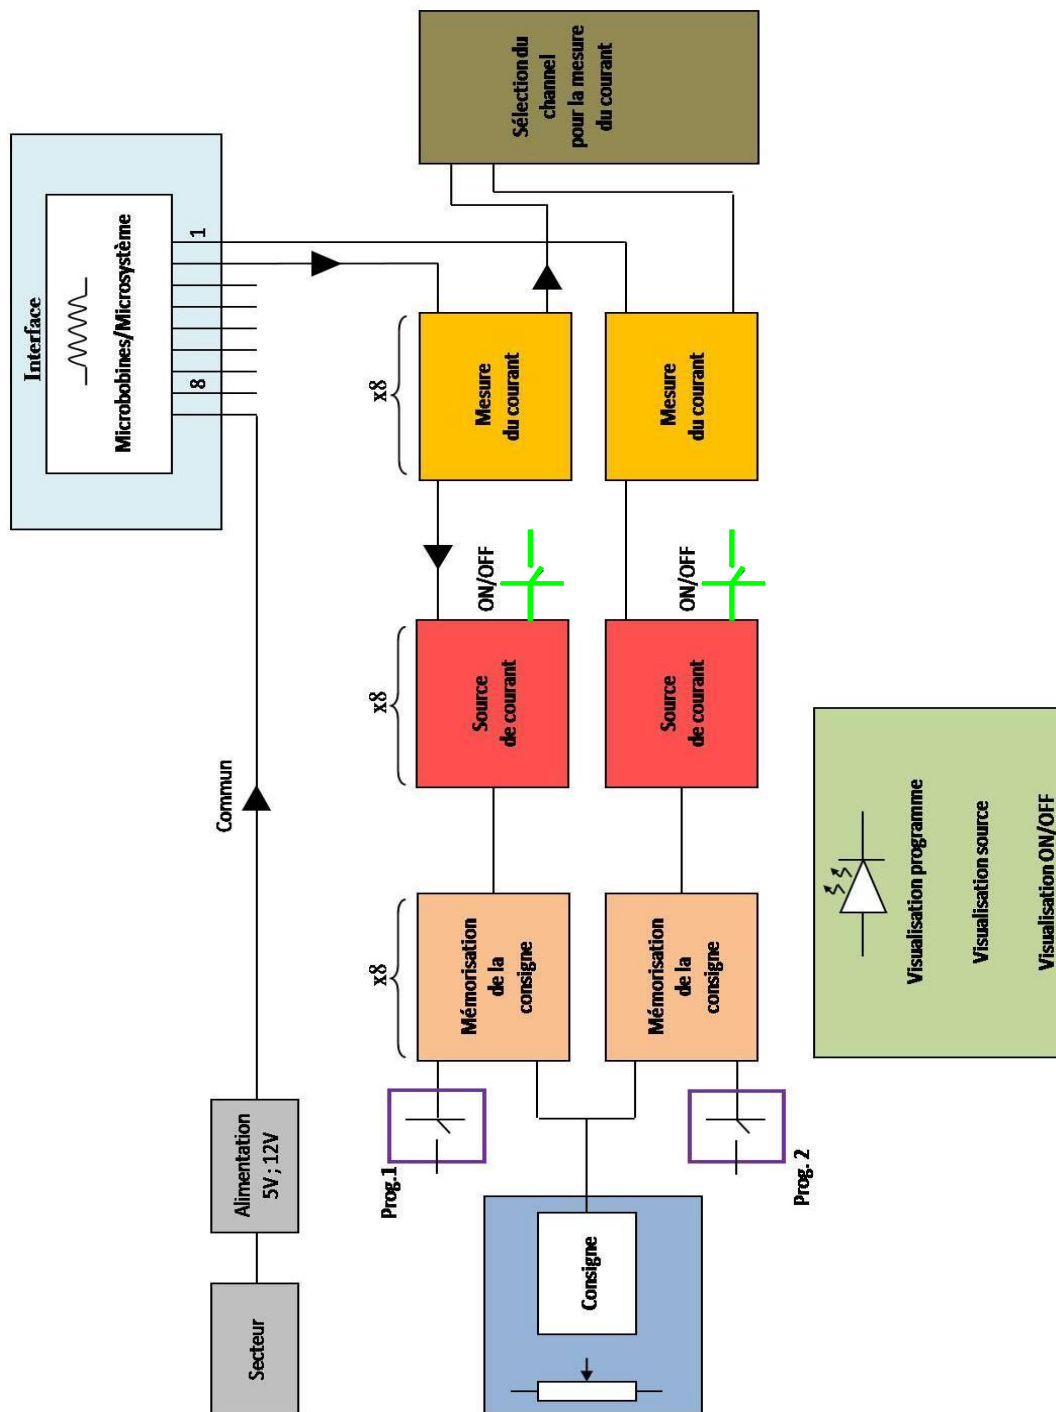 Secteur
Alimentation
5V ; 12V
Commun
Interface
Microbobines/Microsystème
8
1
Consigne
Prog.1
Mémorisation
de la
consigne
x8
Source
de courant
x8
ON/OFF
Mesure
du courant
x8
Sélection du
channel
pour la mesure
du courant
Prog. 2
Mémorisation
de la
consigne
Source
de courant
ON/OFF
Mesure
du courant
Visualisation programme
Visualisation source
Visualisation ON/OFF